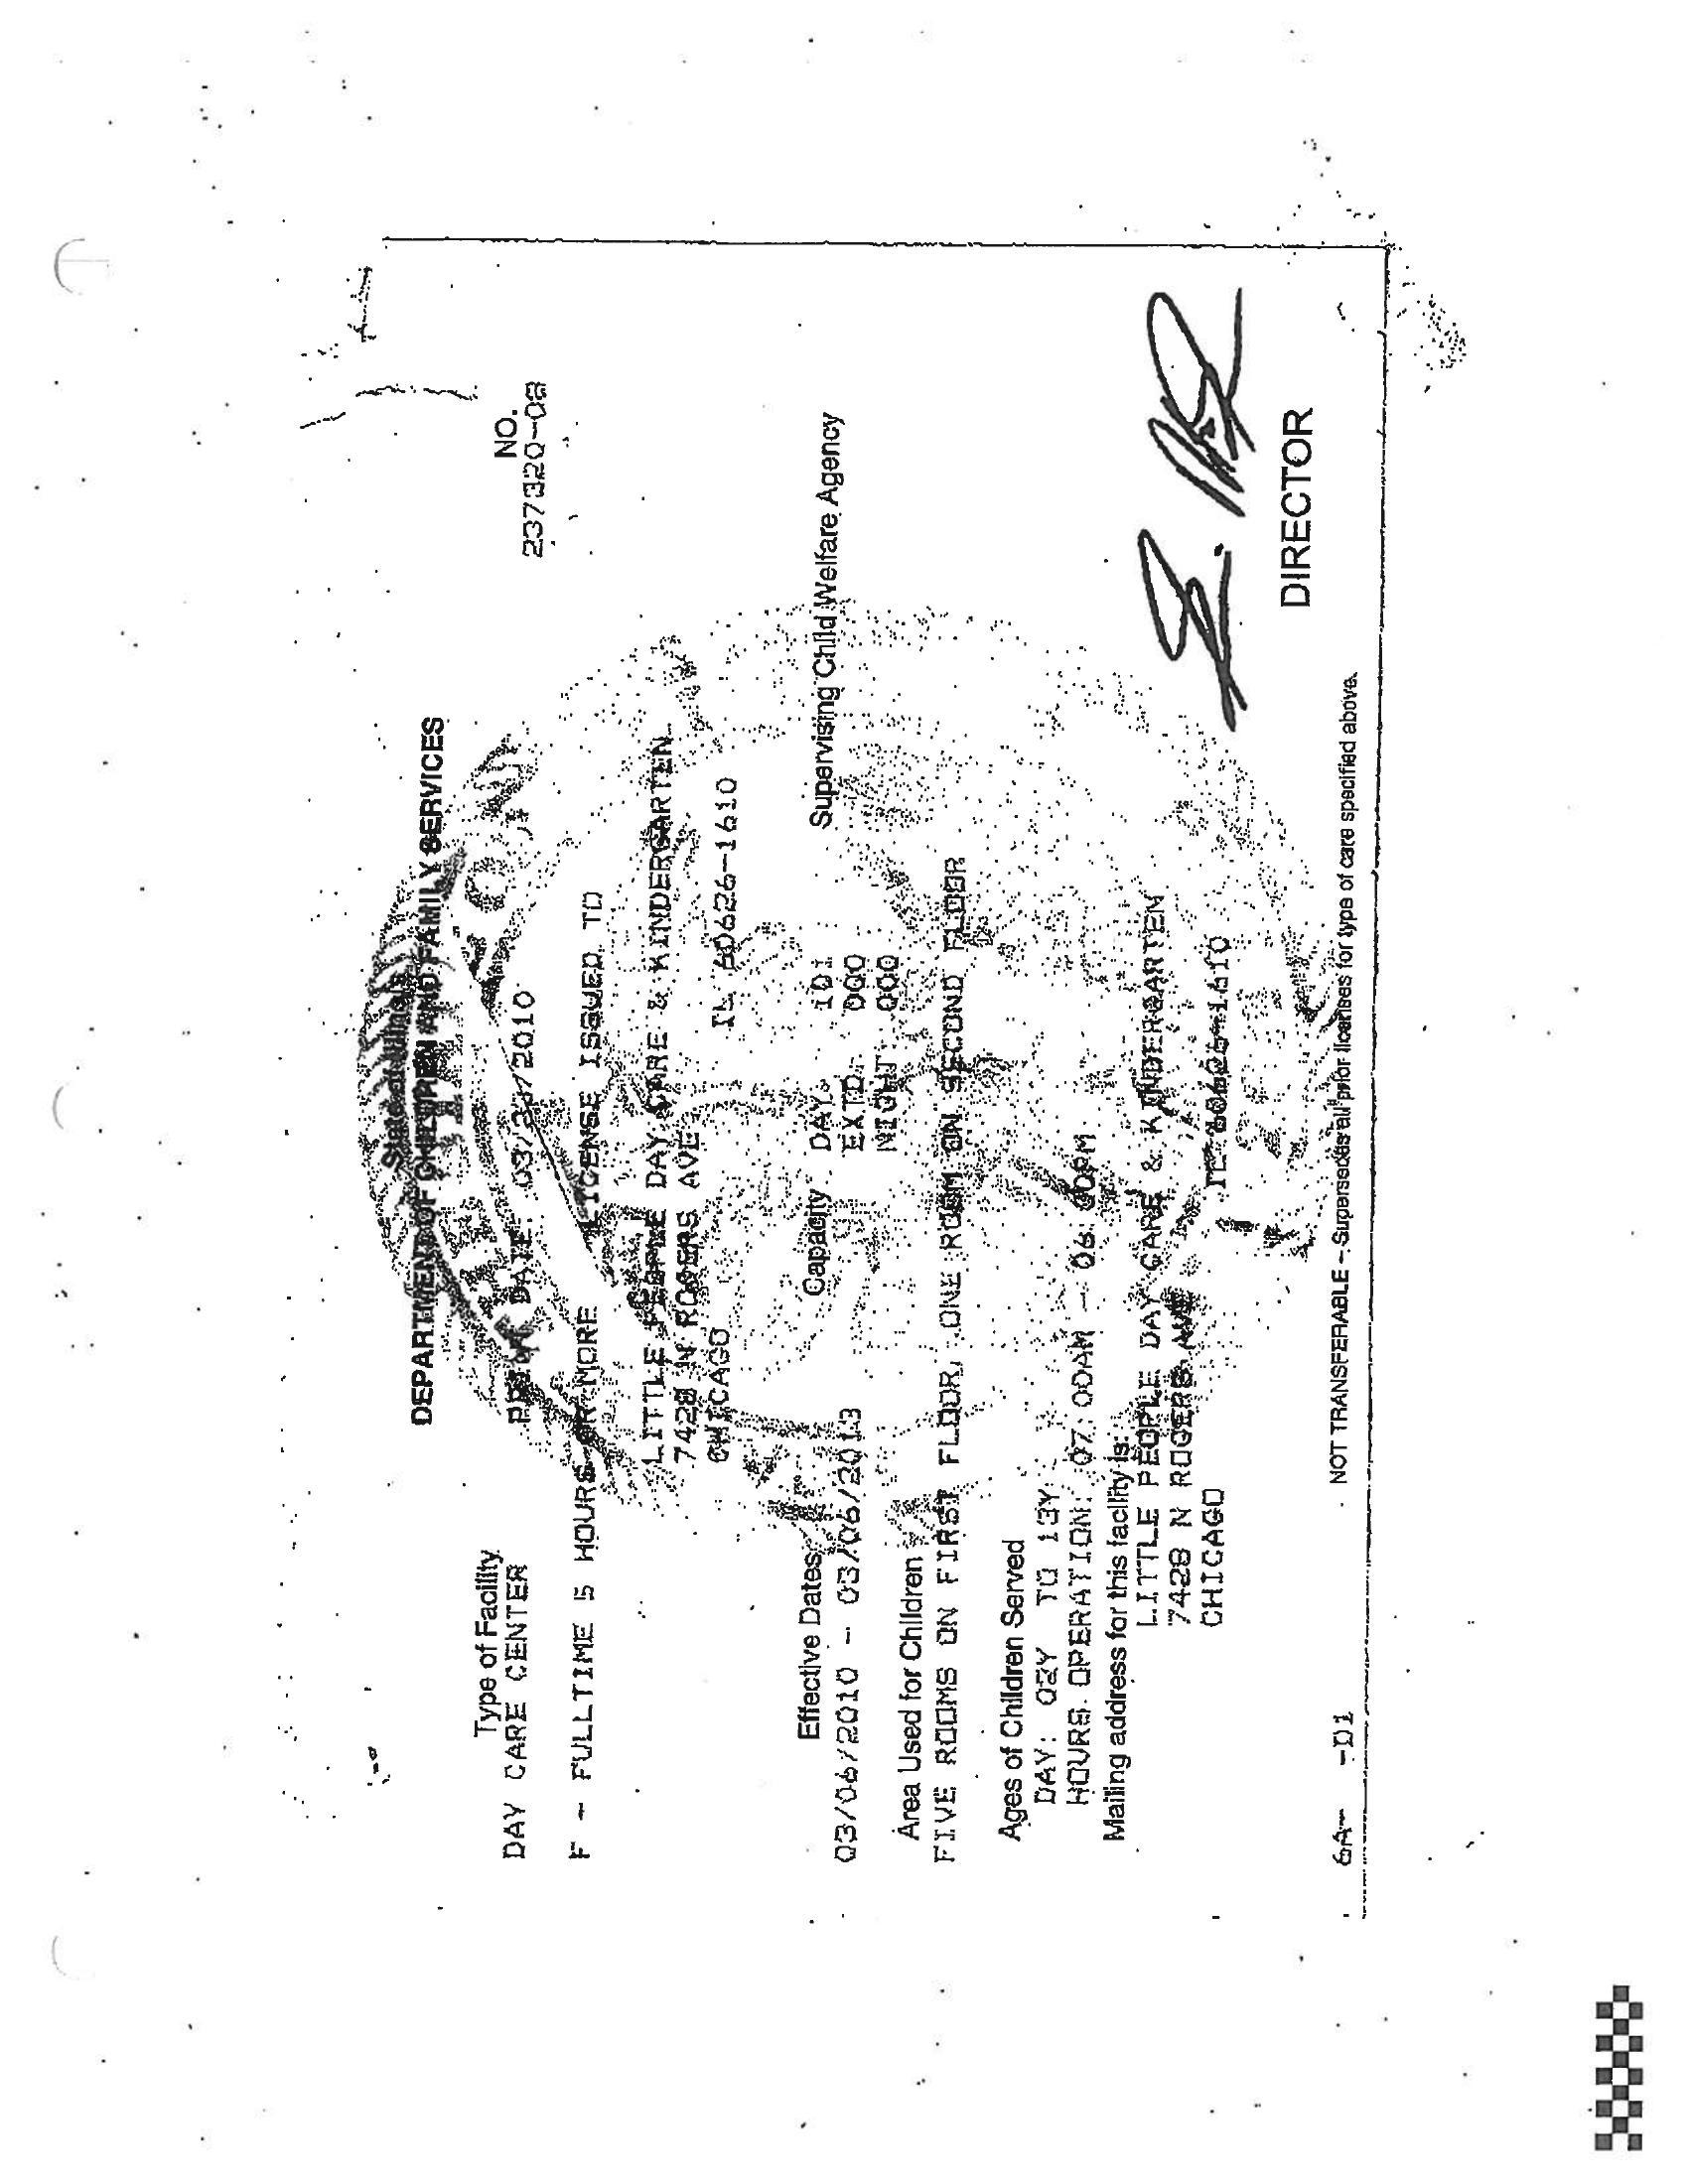 State of Illinois
DEPARTMENT OF CHILDREN AND FAMILY SERVICES
Type of Facility
NO.
DAY CARE CENTER
DATE 2010
237320-08
F - FULLTIME 5 HOURS OR MORE
LICENSE ISSUED TO
LITTLE PEOPLE DAY CARE & KINDERGARTEN
7428 N ROGERS AVE
CHICAGO IL 60626-1610
Effective Dates
Capacity DAY 101
Supervising Child Welfare Agency
03/06/2010 - 03/06/2013
EXTD 000
NIGHT 000
Area Used for Children
FIVE ROOMS ON FIRST FLOOR, ONE ROOM ON SECOND FLOOR
Ages of Children Served
DAY: 02Y TO 13Y
HOURS OPERATION: 07:00AM - 06:00PM
Mailing address for this facility is:
LITTLE PEOPLE DAY CARE & KINDERGARTEN
7428 N ROGERS AVE
CHICAGO IL 60626-1610
DIRECTOR
6A- -D1
NOT TRANSFERABLE - Supersedes all prior licenses for type of care specified above.